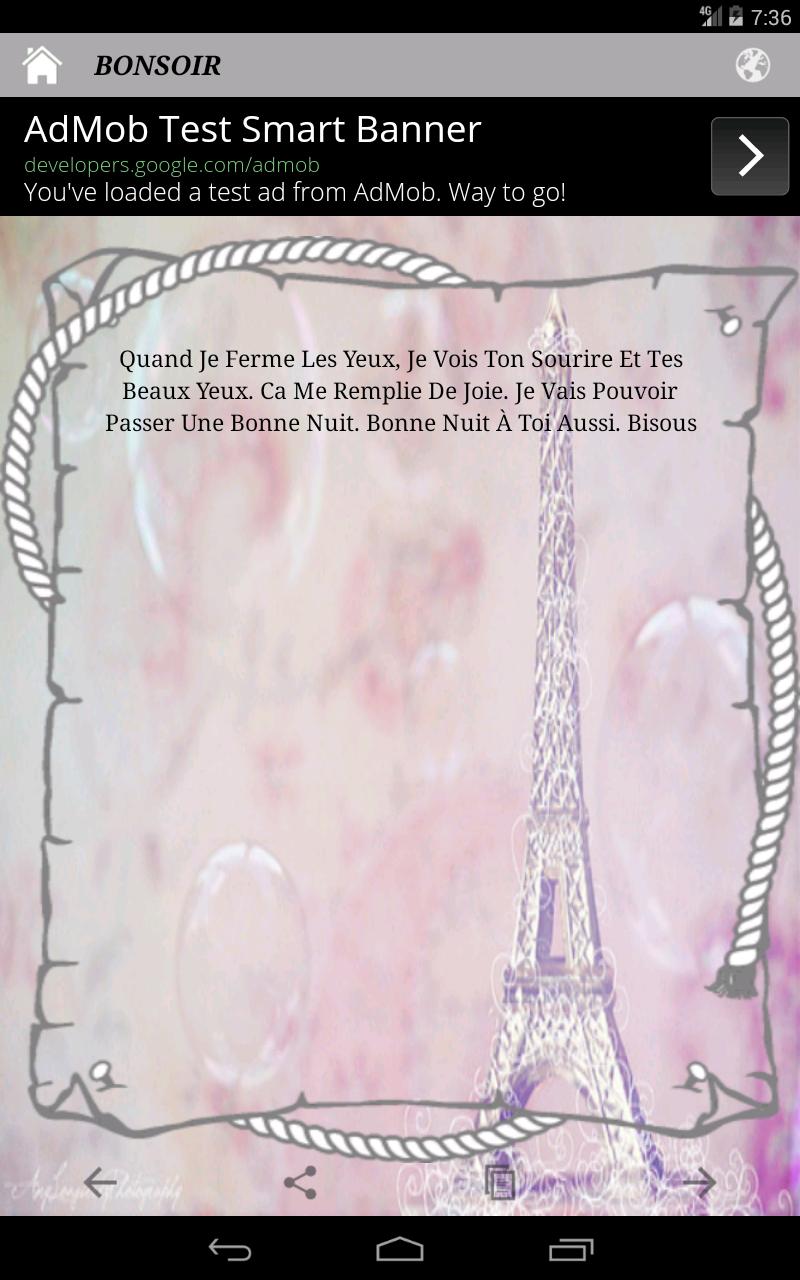 4G 7:36
BONSOIR
AdMob Test Smart Banner
developers.google.com/admob
You've loaded a test ad from AdMob. Way to go!
Quand Je Ferme Les Yeux, Je Vois Ton Sourire Et Tes
Beaux Yeux. Ca Me Remplie De Joie. Je Vais Pouvoir
Passer Une Bonne Nuit. Bonne Nuit À Toi Aussi. Bisous